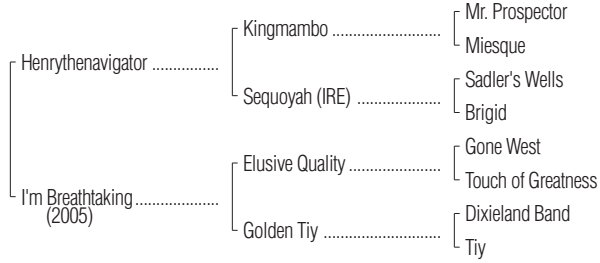 Mr. Prospector
Kingmambo ....................
Miesque
Henrythenavigator ................
Sadler's Wells
Sequoyah (IRE) ...............
Brigid
Gone West
Elusive Quality .................
Touch of Greatness
I'm Breathtaking....................
(2005)
Dixieland Band
Golden Tiy .....................
Tiy